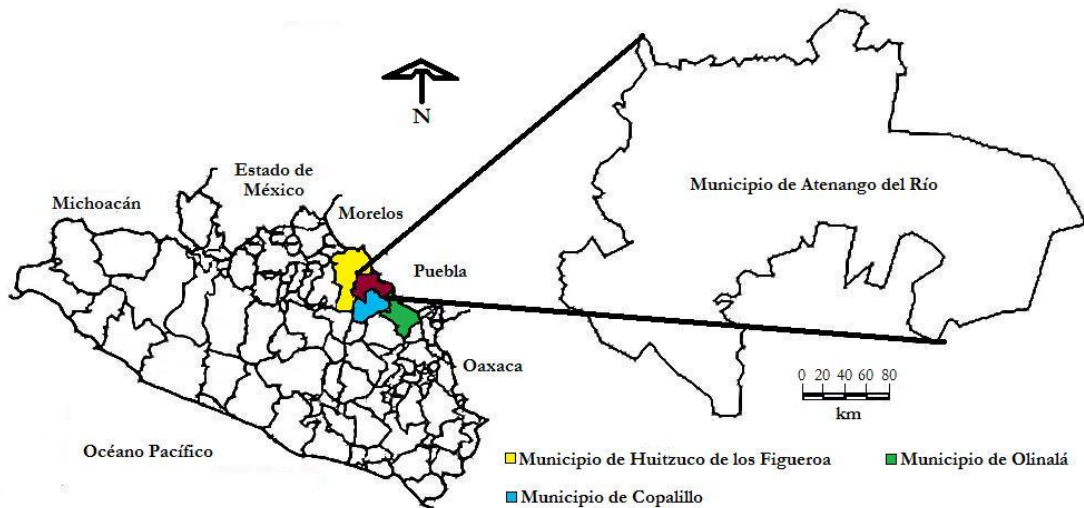 N
Estado de
México
Michoacán
Morelos
Municipio de Atenango del Río
Puebla
Oaxaca
0 20 40 60 80
km
Océano Pacífico
Municipio de Huitzuco de los Figueroa
Municipio de Olinalá
Municipio de Copalillo